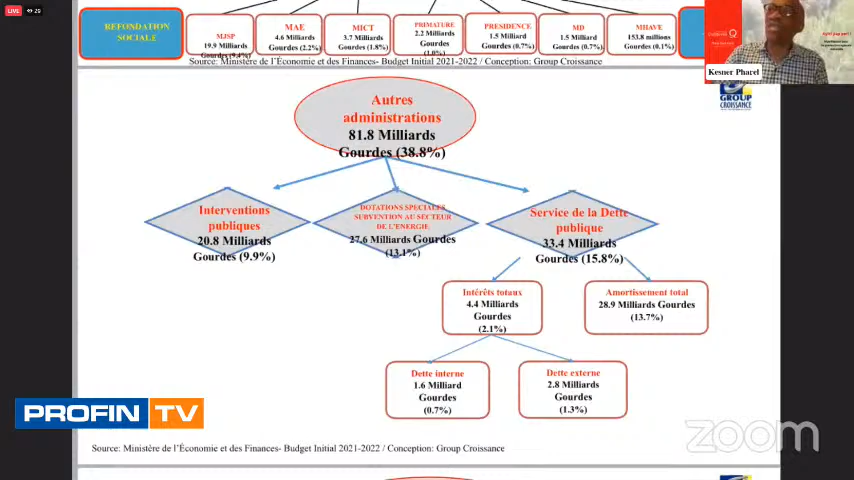 LIVE 29
REFONDATION
SOCIALE
MJSP
19.9 Milliards
Gourdes (9.4%)
MAE
4.6 Milliards
Gourdes (2.2%)
MICT
3.7 Milliards
Gourdes (1.8%)
PRIMATURE
2.2 Milliards
Gourdes
(1.0%)
PRESIDENCE
1.5 Milliard
Gourdes (0.7%)
MD
1.5 Milliard
Gourdes (0.7%)
MHAVE
153.8 millions
Gourdes (0.1%)
Kesner Pharel
Source: Ministère de l'Économie et des Finances- Budget Initial 2021-2022 / Conception: Group Croissance
GROUP
CROISSANCE
Autres
administrations
81.8 Milliards
Gourdes (38.8%)
Interventions
publiques
20.8 Milliards
Gourdes (9.9%)
DOTATIONS SPECIALES
SUBVENTION AU SECTEUR
DE L'ENERGIE
27.6 Milliards Gourdes
(13.1%)
Service de la Dette
publique
33.4 Milliards
Gourdes (15.8%)
Intérêts totaux
4.4 Milliards
Gourdes
(2.1%)
Amortissement total
28.9 Milliards Gourdes
(13.7%)
Dette interne
1.6 Milliard
Gourdes
(0.7%)
Dette externe
2.8 Milliards
Gourdes
(1.3%)
PROFIN TV
zoom
Source: Ministère de l'Économie et des Finances- Budget Initial 2021-2022 / Conception: Group Croissance